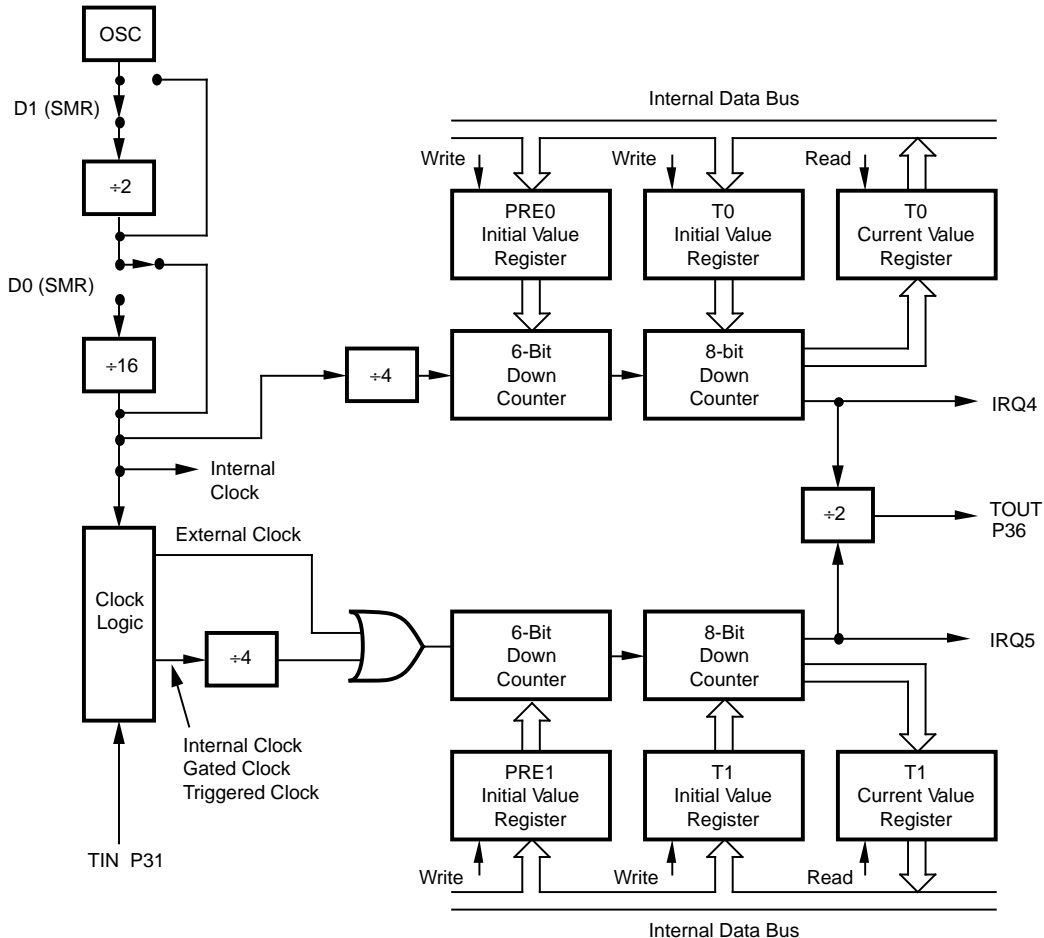 OSC
D1 (SMR)
÷2
D0 (SMR)
÷16
Internal Data Bus
Write
Write
Read
PRE0
Initial Value
Register
T0
Initial Value
Register
T0
Current Value
Register
÷4
6-Bit
Down
Counter
8-bit
Down
Counter
IRQ4
Internal
Clock
÷2
TOUT
P36
External Clock
Clock
Logic
÷4
6-Bit
Down
Counter
8-Bit
Down
Counter
IRQ5
Internal Clock
Gated Clock
Triggered Clock
PRE1
Initial Value
Register
T1
Initial Value
Register
T1
Current Value
Register
TIN P31
Write
Write
Read
Internal Data Bus